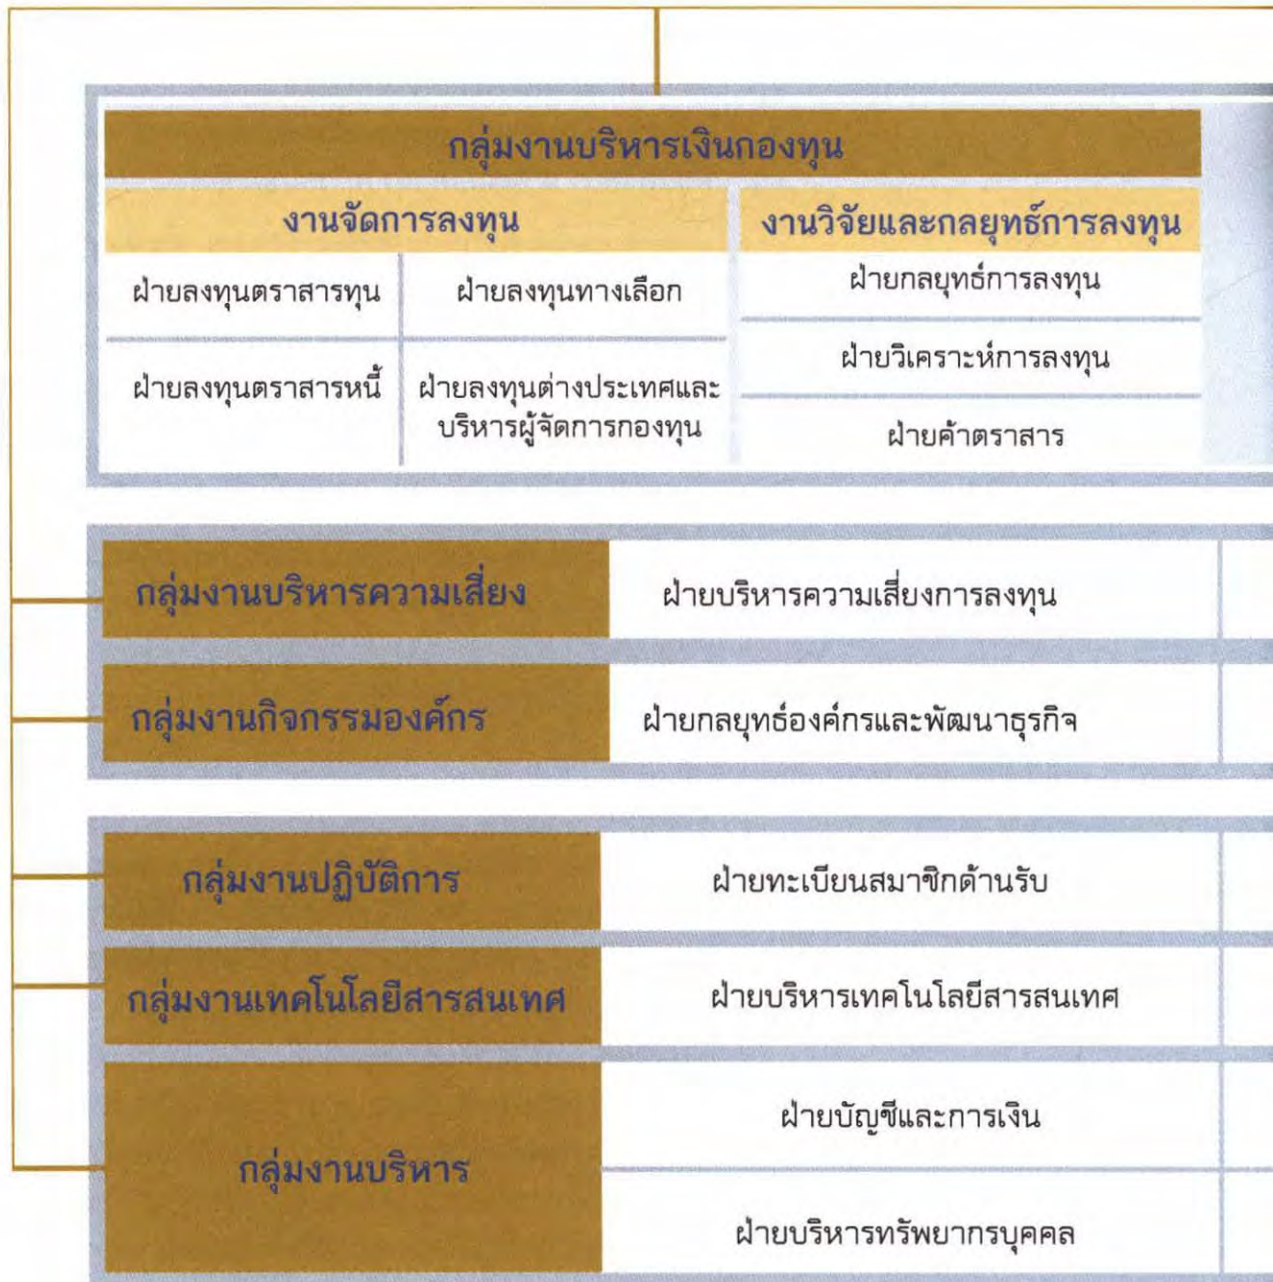 กลุ่มงานบริหารเงินกองทุน
งานจัดการลงทุน
งานวิจัยและกลยุทธ์การลงทุน
ฝ่ายลงทุนตราสารทุน
ฝ่ายลงทุนทางเลือก
ฝ่ายกลยุทธ์การลงทุน
ฝ่ายวิเคราะห์การลงทุน
ฝ่ายลงทุนตราสารหนี้
ฝ่ายลงทุนต่างประเทศและ
บริหารผู้จัดการกองทุน
ฝ่ายค้าตราสาร
กลุ่มงานบริหารความเสี่ยง
ฝ่ายบริหารความเสี่ยงการลงทุน
กลุ่มงานกิจกรรมองค์กร
ฝ่ายกลยุทธ์องค์กรและพัฒนาธุรกิจ
กลุ่มงานปฏิบัติการ
ฝ่ายทะเบียนสมาชิกด้านรับ
กลุ่มงานเทคโนโลยีสารสนเทศ
ฝ่ายบริหารเทคโนโลยีสารสนเทศ
กลุ่มงานบริหาร
ฝ่ายบัญชีและการเงิน
ฝ่ายบริหารทรัพยากรบุคคล